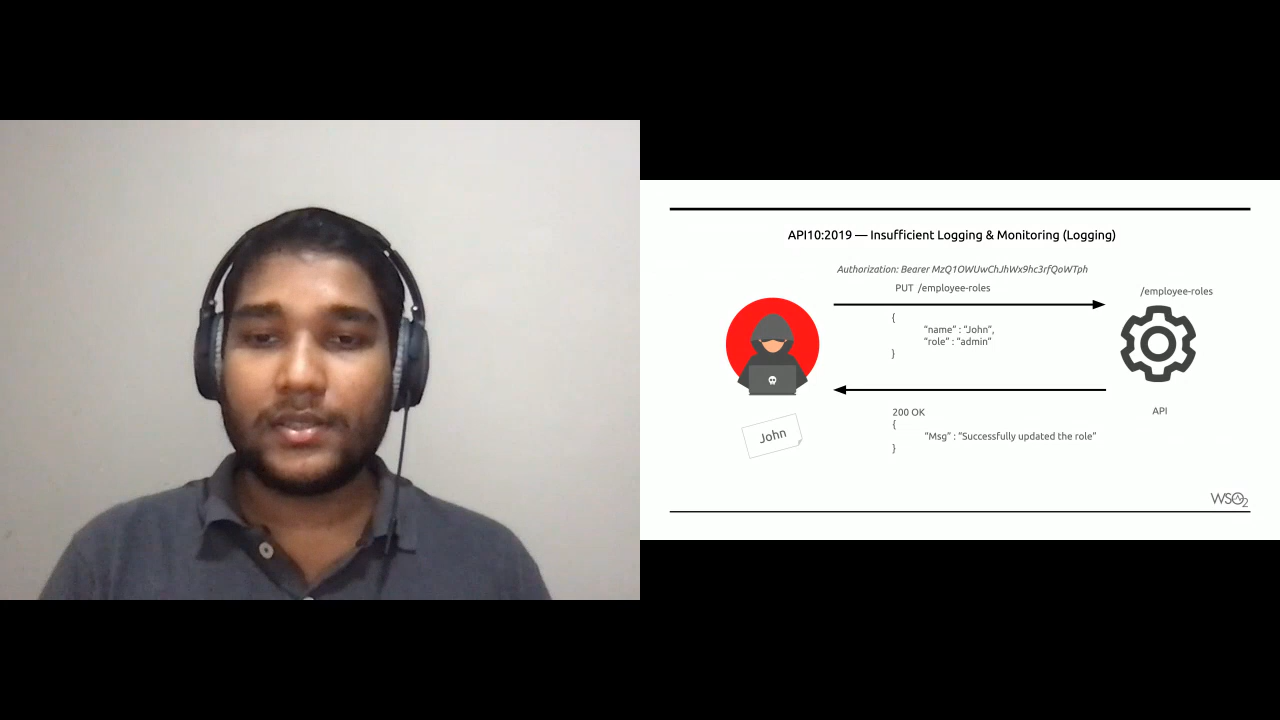 API10:2019 — Insufficient Logging & Monitoring (Logging)
Authorization: Bearer MzQ1OWUwChJhWx9hc3rfQoWTph
PUT /employee-roles
/employee-roles
{
"name" : "John",
"role" : "admin"
}
200 OK
{
"Msg" : "Successfully updated the role"
}
John
API
WSO2